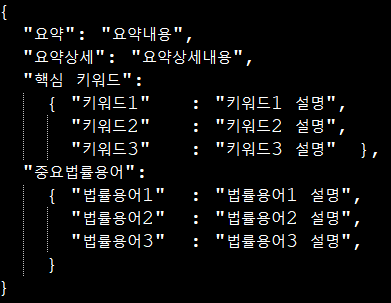 {
"요약": "요약내용",
"요약상세": "요약상세내용",
"핵심 키워드":
{ "키워드1" : "키워드1 설명",
"키워드2" : "키워드2 설명",
"키워드3" : "키워드3 설명" },
"중요법률용어":
{ "법률용어1" : "법률용어1 설명",
"법률용어2" : "법률용어2 설명",
"법률용어3" : "법률용어3 설명",
}
}